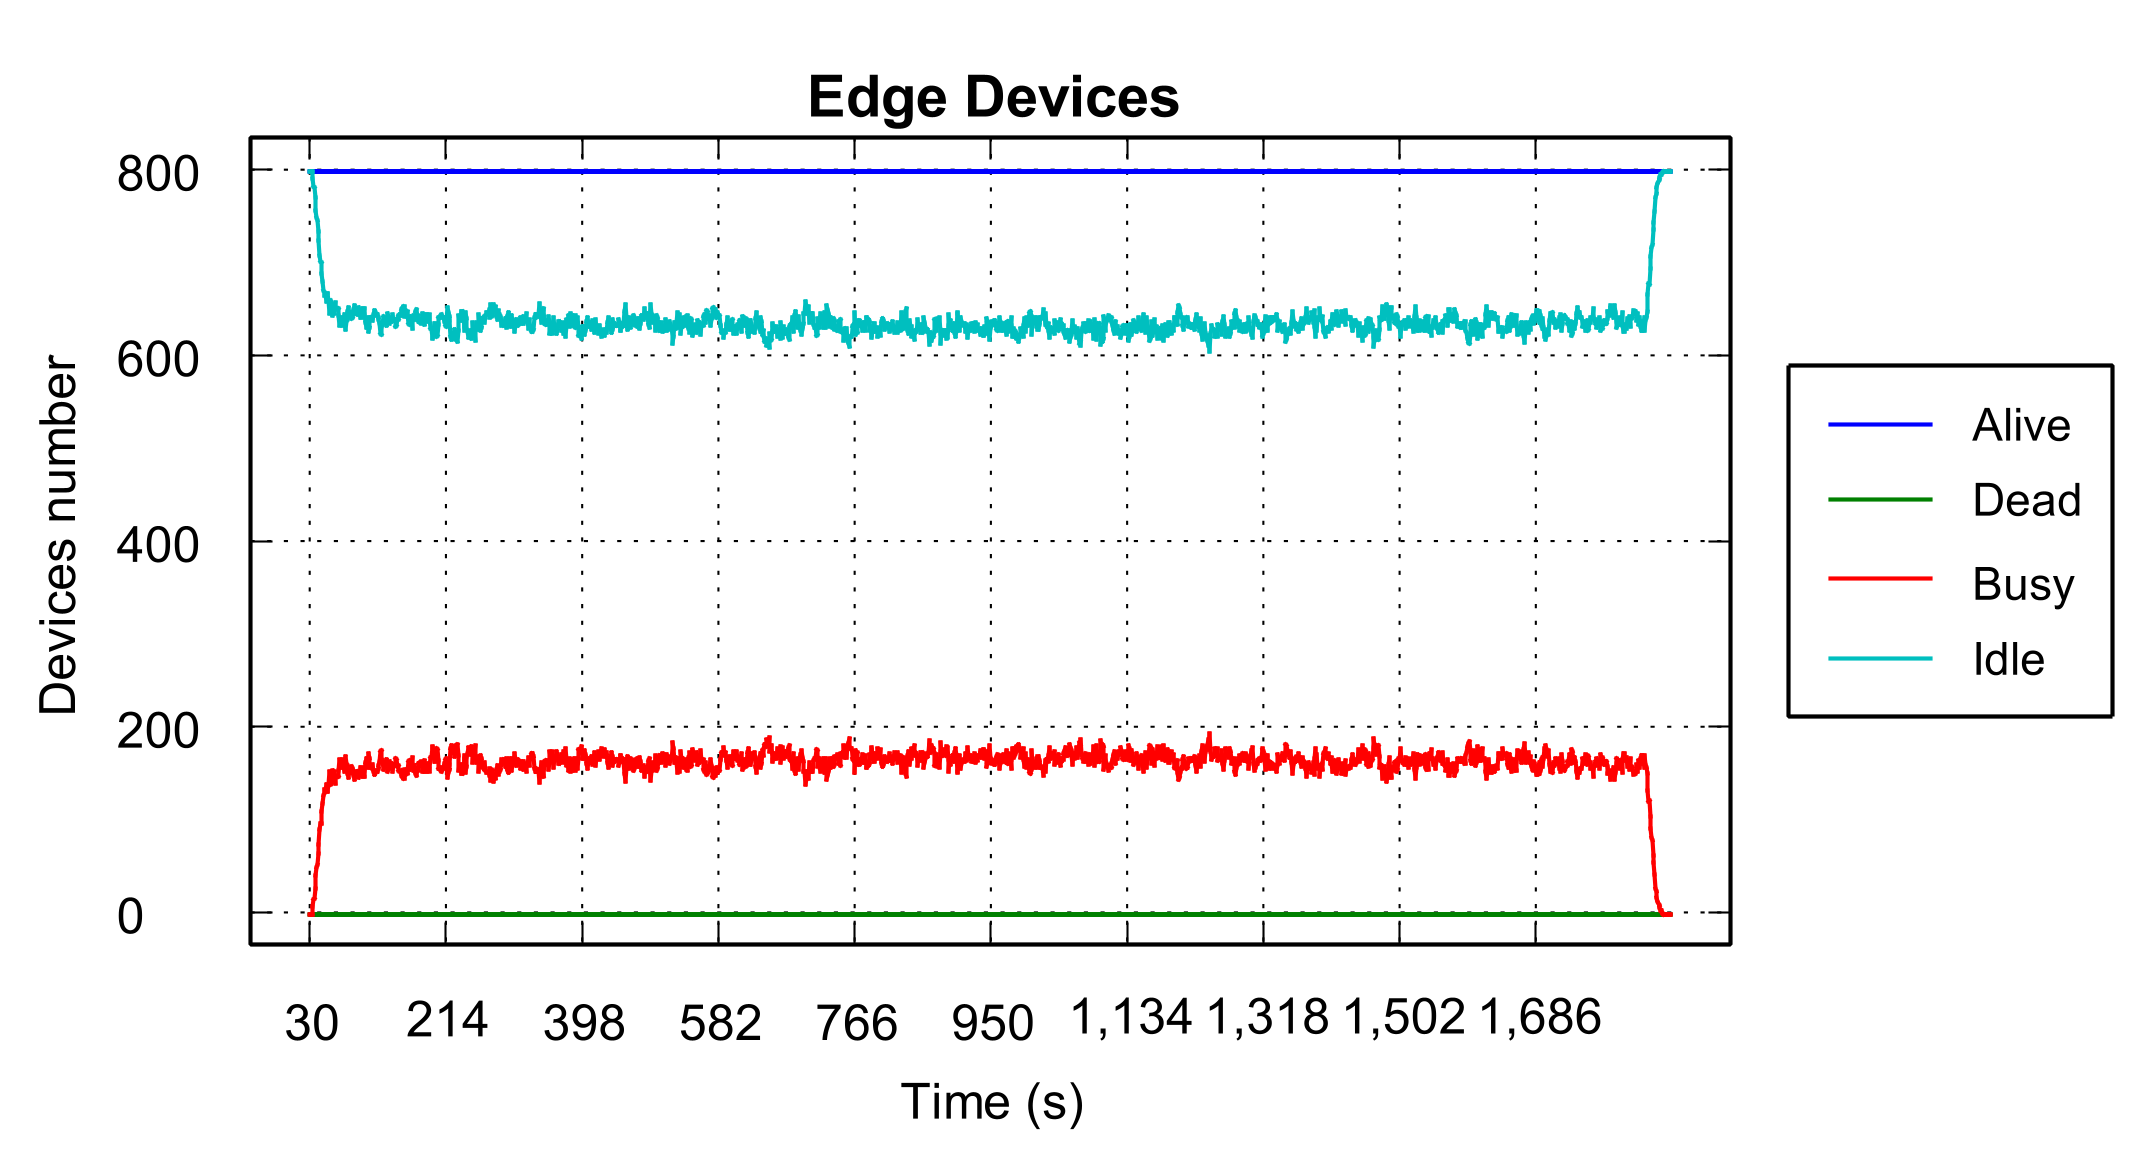 Edge Devices
800
600
400
200
0
Devices number
30 214 398 582 766 950 1,134 1,318 1,502 1,686
Time (s)
Alive
Dead
Busy
Idle